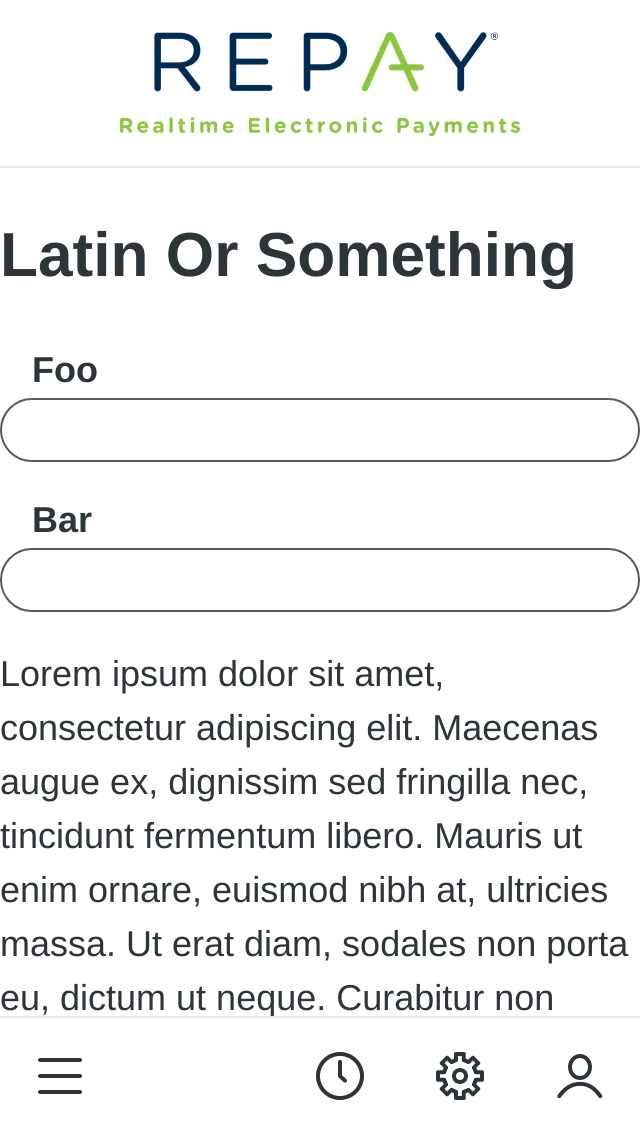 REPAY®
Realtime Electronic Payments
Latin Or Something
Foo
Bar
Lorem ipsum dolor sit amet,
consectetur adipiscing elit. Maecenas
augue ex, dignissim sed fringilla nec,
tincidunt fermentum libero. Mauris ut
enim ornare, euismod nibh at, ultricies
massa. Ut erat diam, sodales non porta
eu, dictum ut neque. Curabitur non